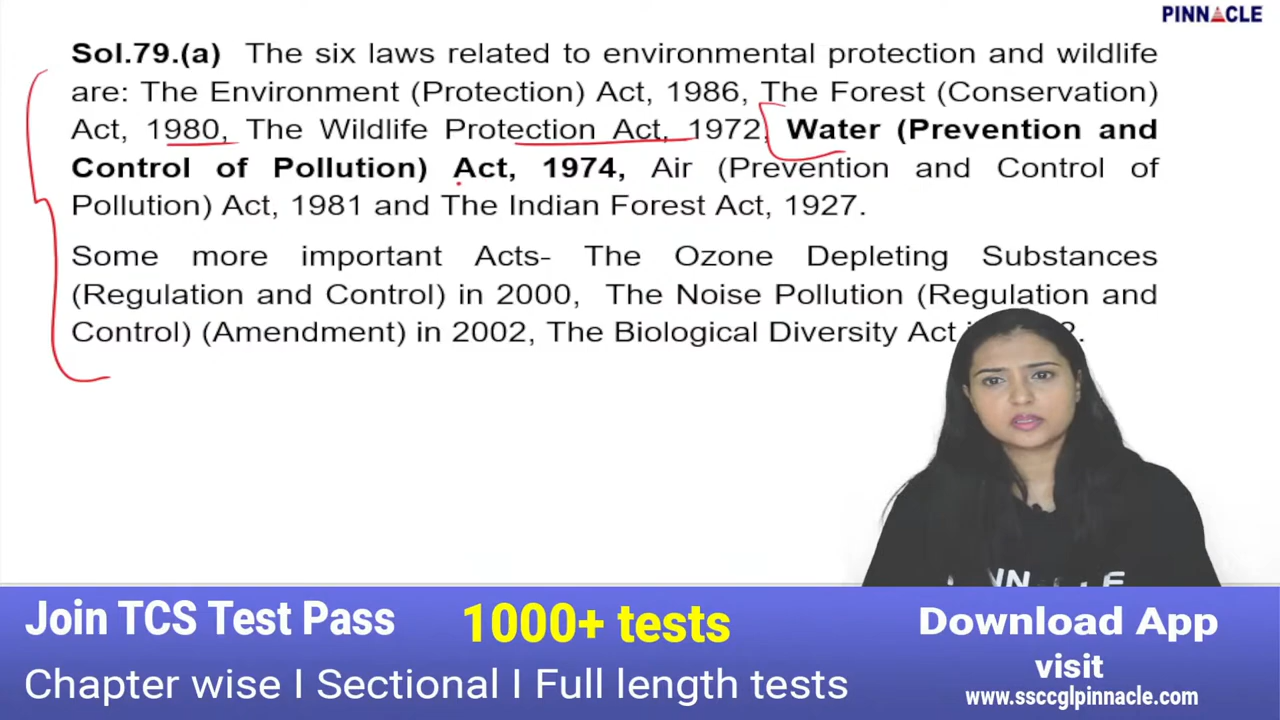 PINNACLE
Sol.79.(a) The six laws related to environmental protection and wildlife
are: The Environment (Protection) Act, 1986, The Forest (Conservation)
Act, 1980, The Wildlife Protection Act, 1972, Water (Prevention and
Control of Pollution) Act, 1974, Air (Prevention and Control of
Pollution) Act, 1981 and The Indian Forest Act, 1927.
Some more important Acts- The Ozone Depleting Substances
(Regulation and Control) in 2000, The Noise Pollution (Regulation and
Control) (Amendment) in 2002, The Biological Diversity Act
Join TCS Test Pass
1000+ tests
Chapter wise I Sectional I Full length tests
Download App
visit
www.ssccglpinnacle.com